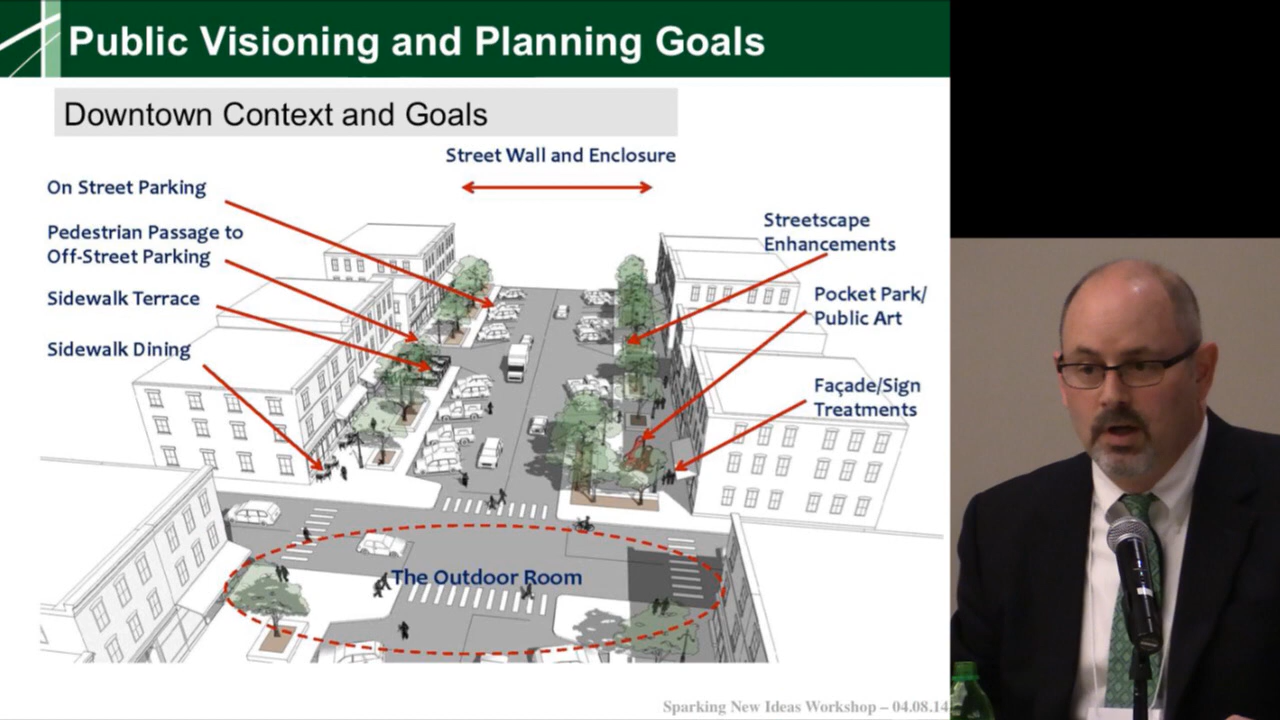 Public Visioning and Planning Goals
Downtown Context and Goals
Street Wall and Enclosure
On Street Parking
Pedestrian Passage to
Off-Street Parking
Sidewalk Terrace
Sidewalk Dining
Streetscape
Enhancements
Pocket Park/
Public Art
Façade/Sign
Treatments
The Outdoor Room
Sparking New Ideas Workshop – 04.08.14